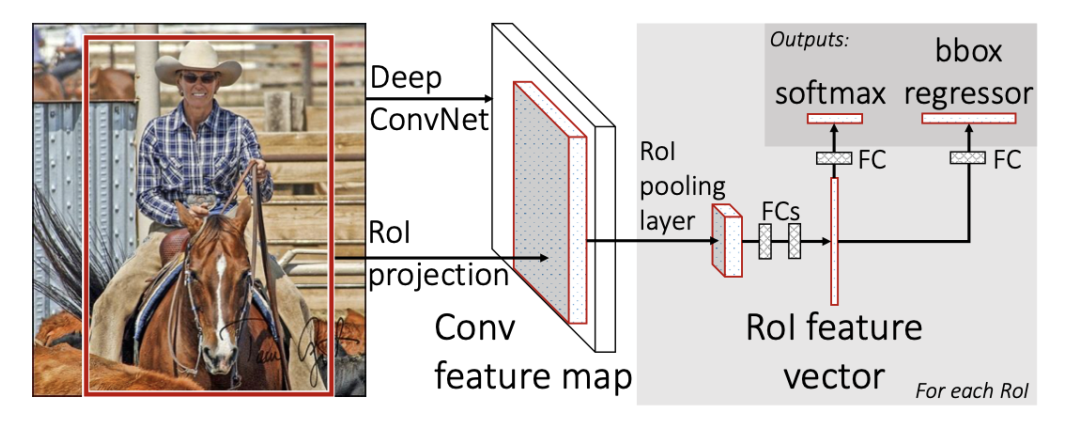 Deep
ConvNet
RoI
projection
Conv
feature map
RoI
pooling
layer
FCs
RoI feature
vector
For each RoI
Outputs:
softmax
bbox
regressor
FC
FC